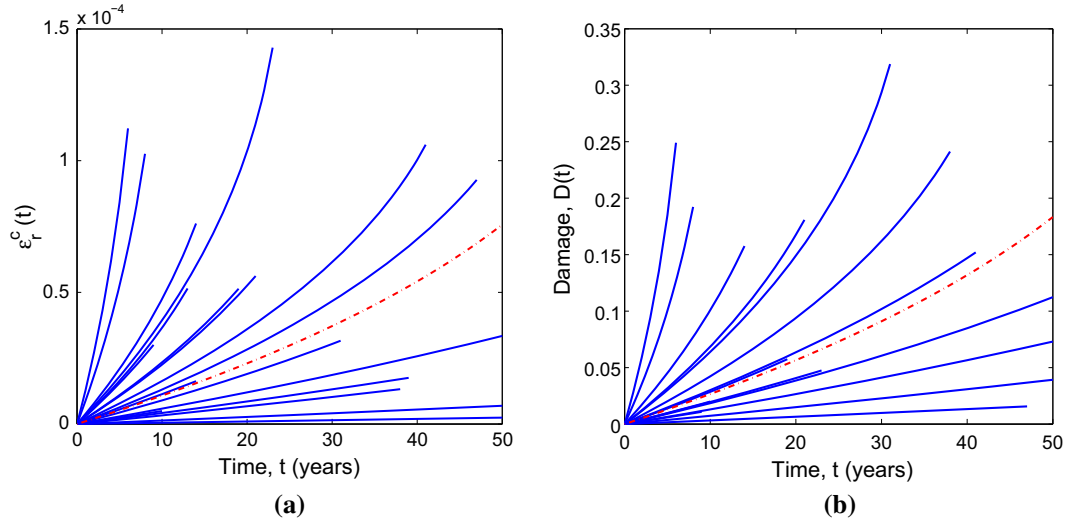 x 10⁻⁴
1.5
1
0.5
0
0 10 20 30 40 50
εᵣᶜ(t)
Time, t (years)
(a)
0.35
0.3
0.25
0.2
0.15
0.1
0.05
0
0 10 20 30 40 50
Damage, D(t)
Time, t (years)
(b)